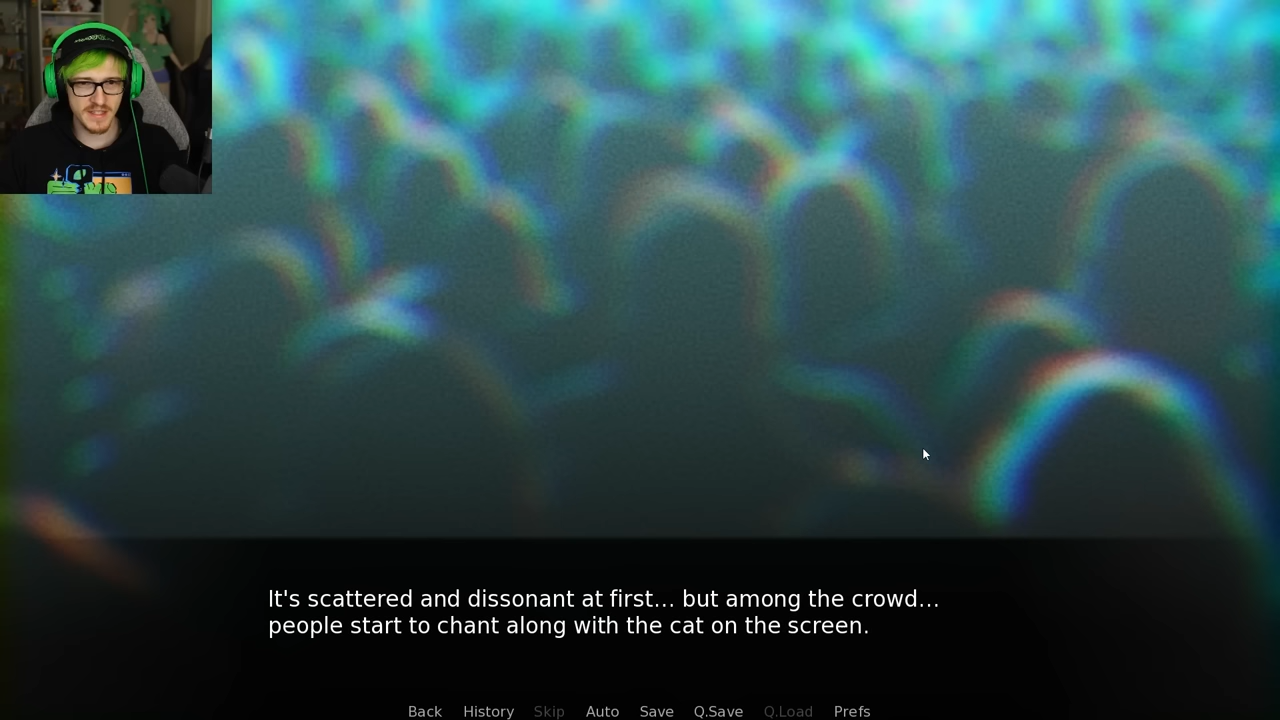 It's scattered and dissonant at first… but among the crowd…
people start to chant along with the cat on the screen.
Back History Skip Auto Save Q.Save Q.Load Prefs